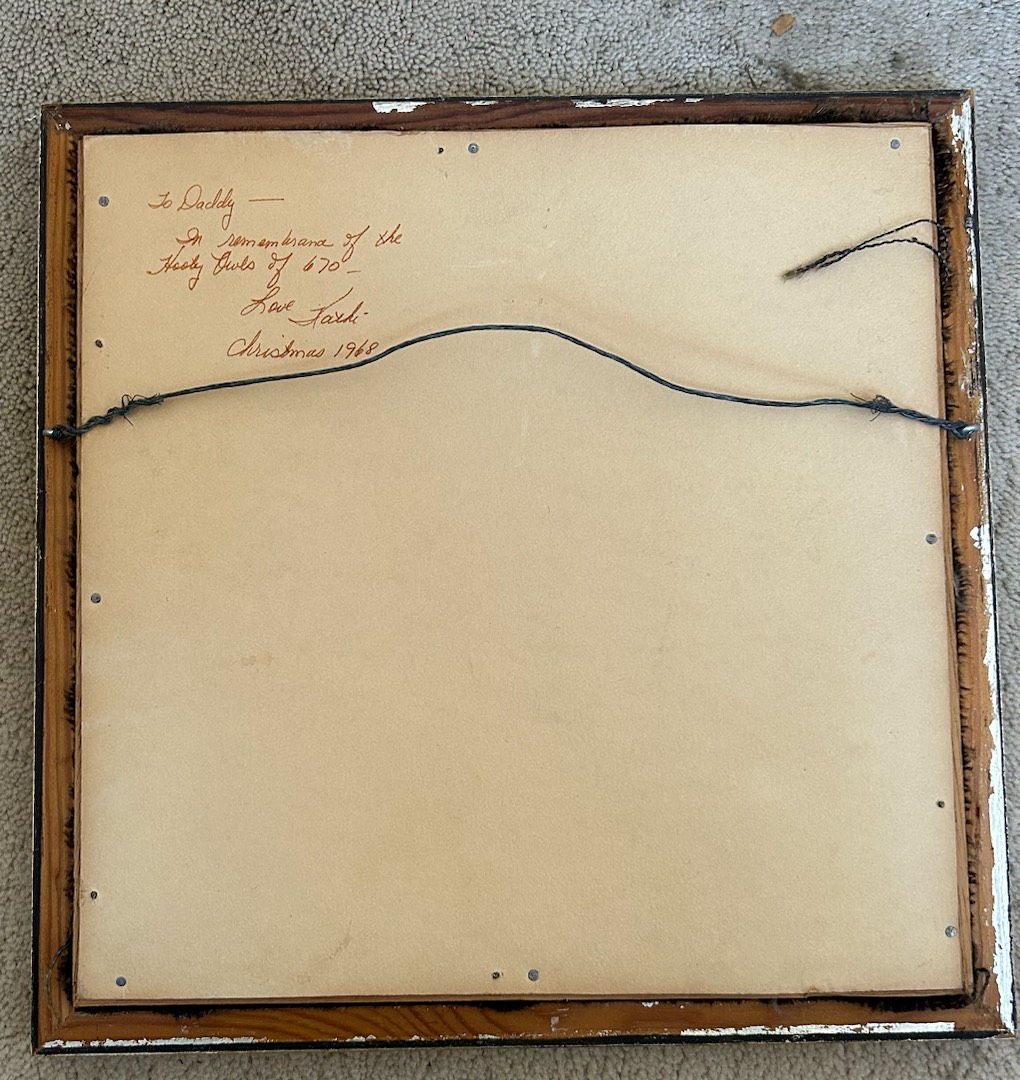 To Daddy —
In remembrance of the
Hooty Owls of 670 –
Love
Christmas 1968